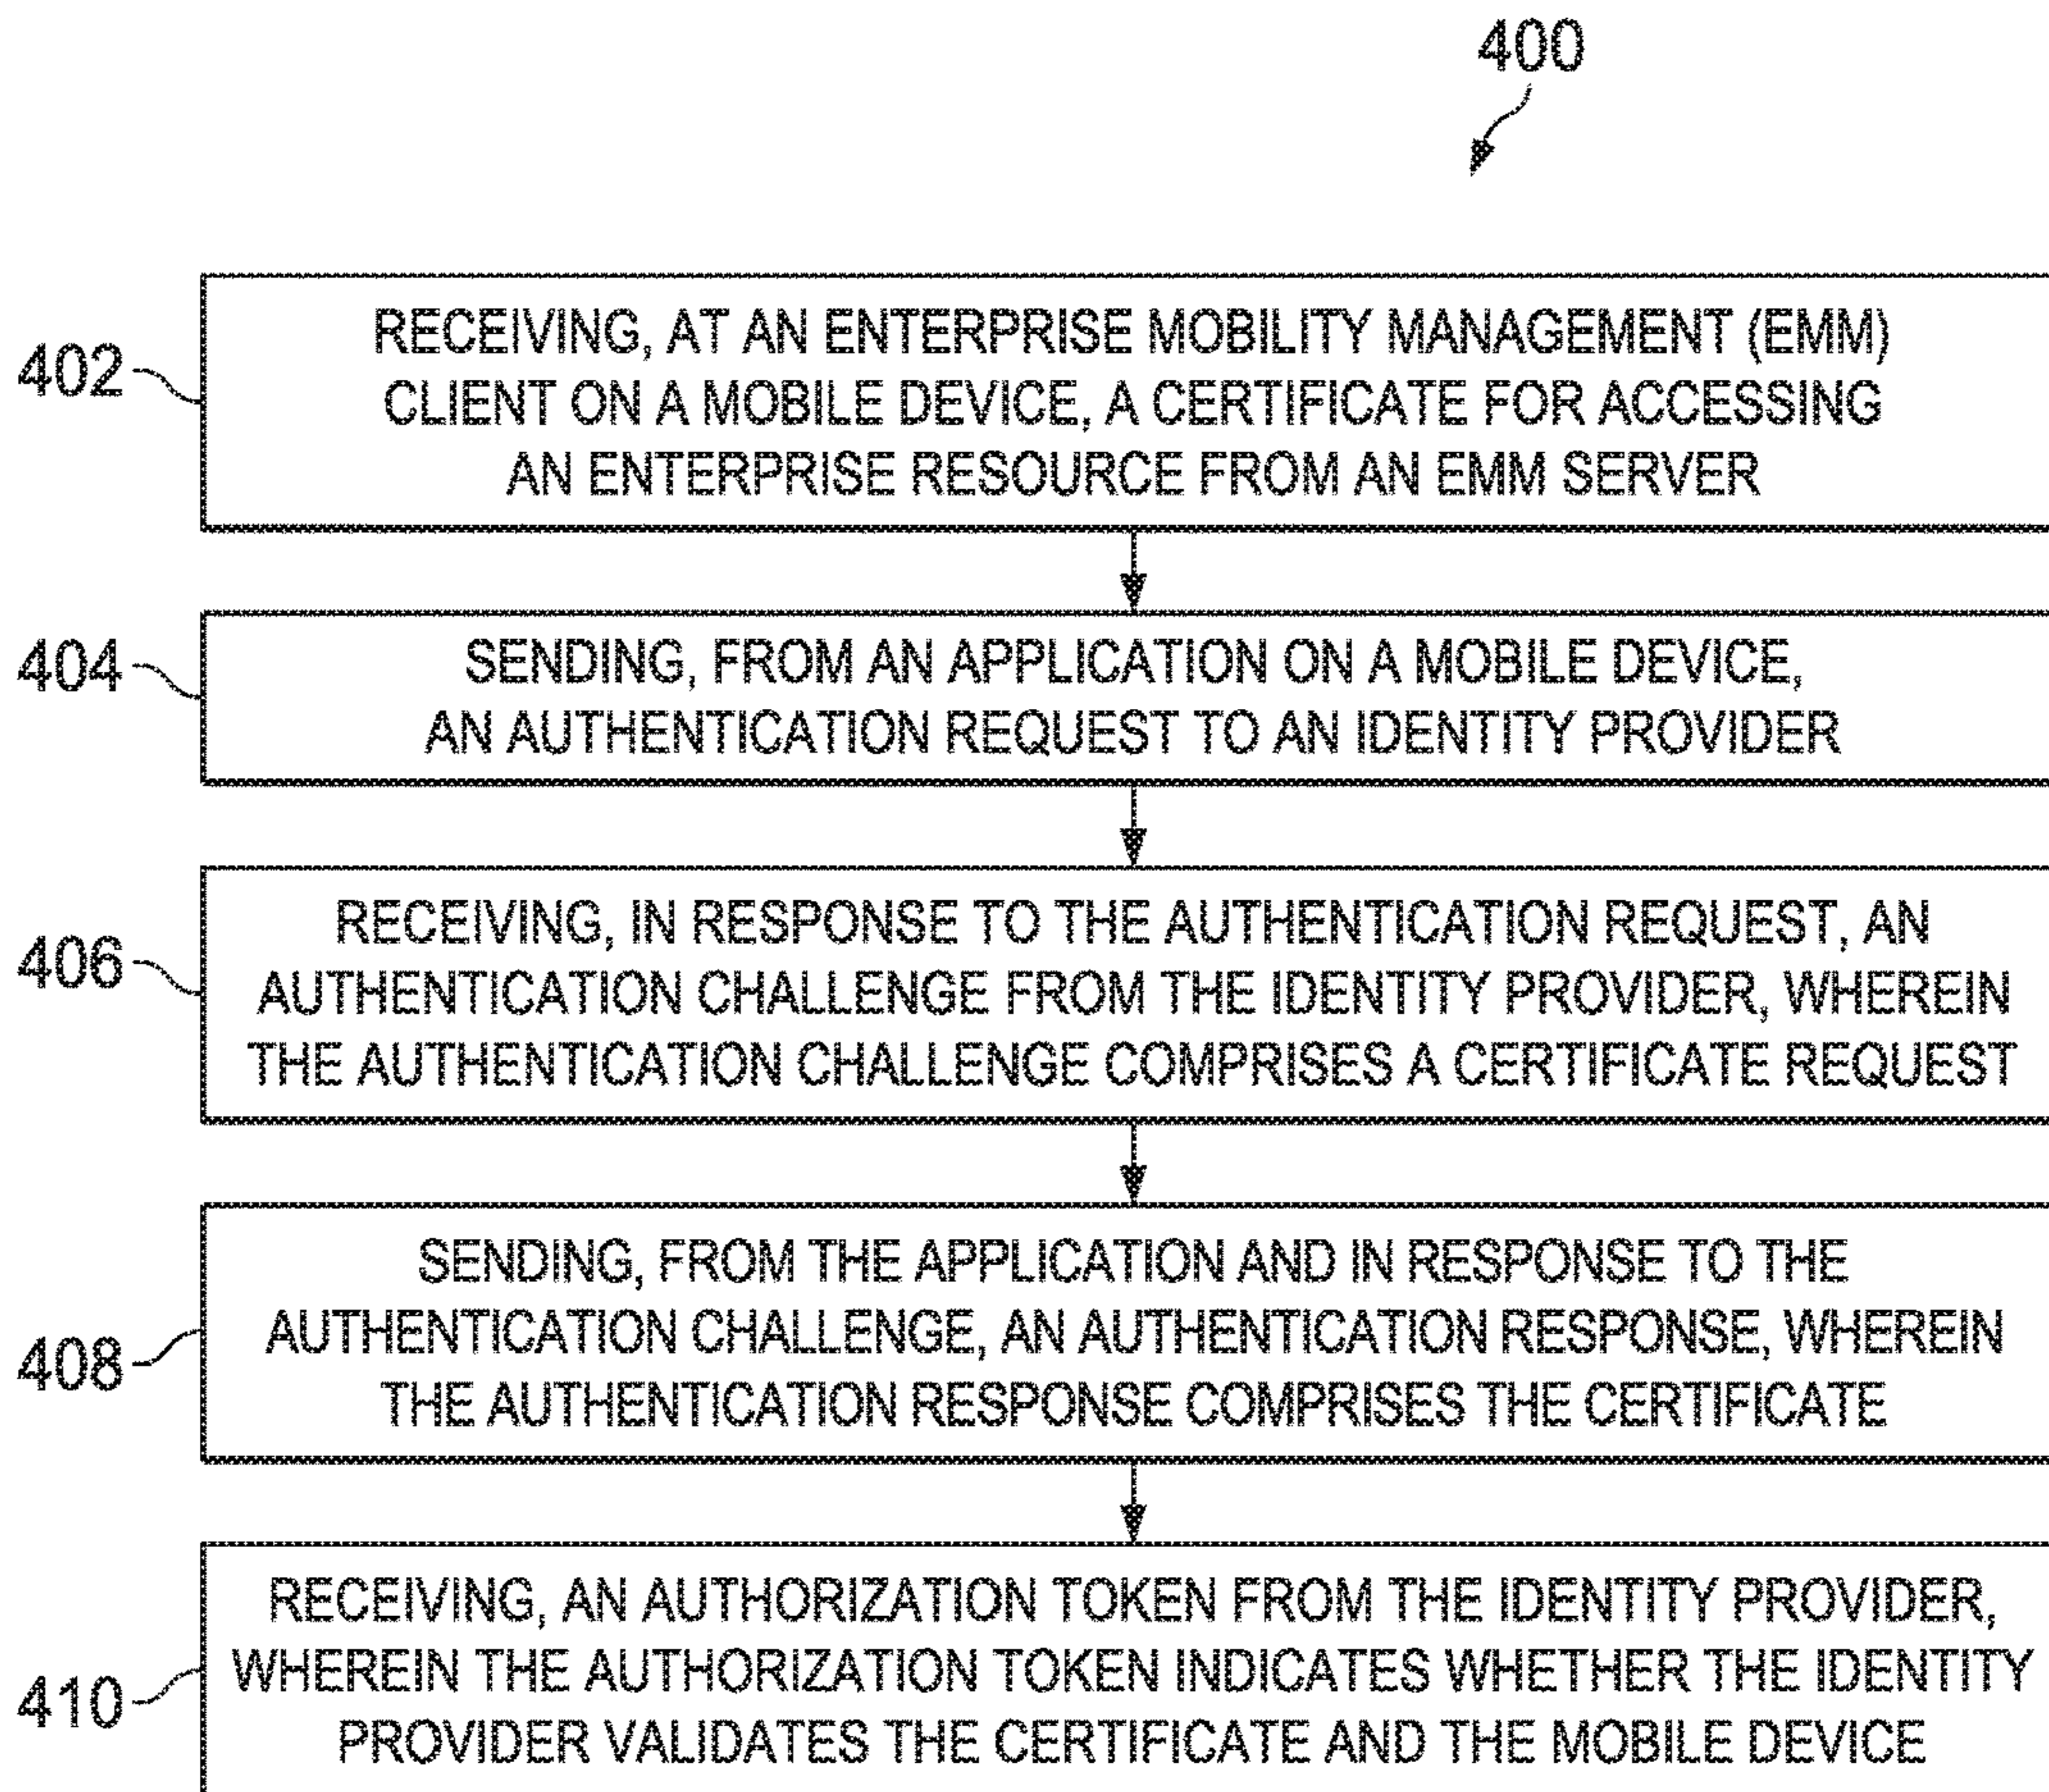 400
402
RECEIVING, AT AN ENTERPRISE MOBILITY MANAGEMENT (EMM)
CLIENT ON A MOBILE DEVICE, A CERTIFICATE FOR ACCESSING
AN ENTERPRISE RESOURCE FROM AN EMM SERVER
404
SENDING, FROM AN APPLICATION ON A MOBILE DEVICE,
AN AUTHENTICATION REQUEST TO AN IDENTITY PROVIDER
406
RECEIVING, IN RESPONSE TO THE AUTHENTICATION REQUEST, AN
AUTHENTICATION CHALLENGE FROM THE IDENTITY PROVIDER, WHEREIN
THE AUTHENTICATION CHALLENGE COMPRISES A CERTIFICATE REQUEST
408
SENDING, FROM THE APPLICATION AND IN RESPONSE TO THE
AUTHENTICATION CHALLENGE, AN AUTHENTICATION RESPONSE, WHEREIN
THE AUTHENTICATION RESPONSE COMPRISES THE CERTIFICATE
410
RECEIVING, AN AUTHORIZATION TOKEN FROM THE IDENTITY PROVIDER,
WHEREIN THE AUTHORIZATION TOKEN INDICATES WHETHER THE IDENTITY
PROVIDER VALIDATES THE CERTIFICATE AND THE MOBILE DEVICE